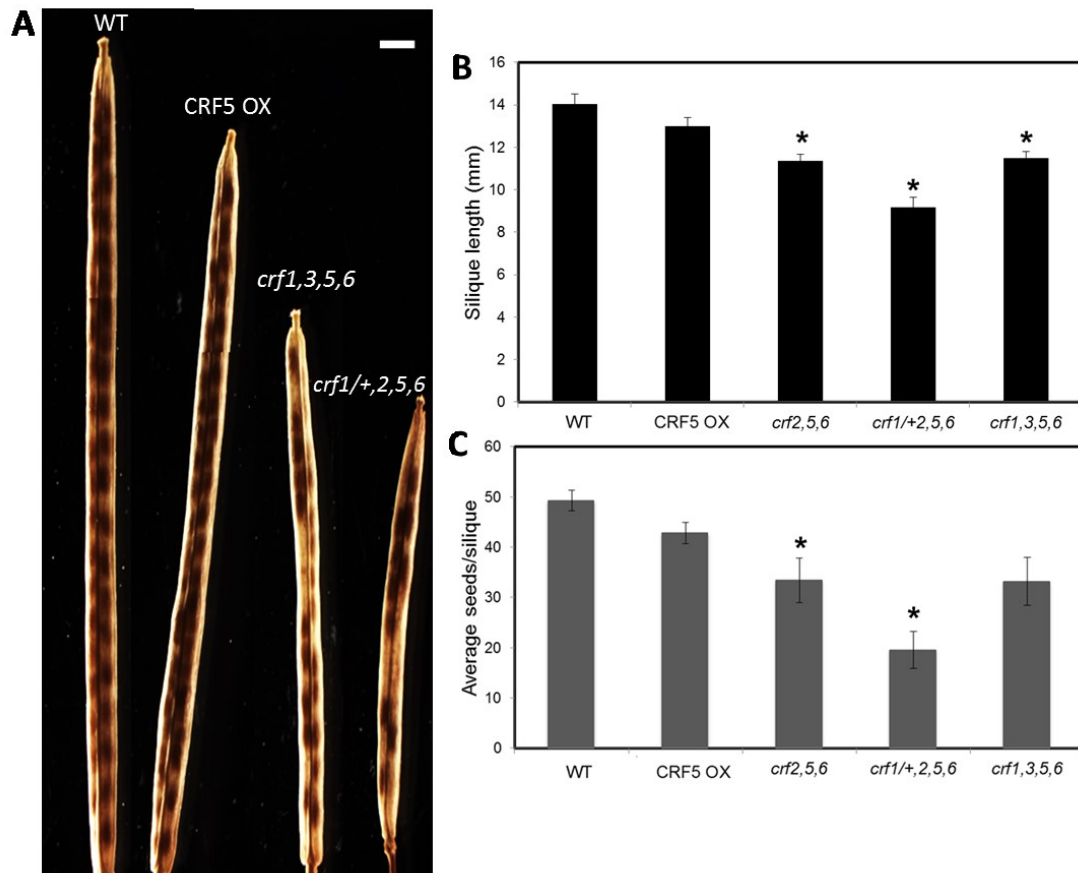 A
WT
CRF5 OX
crf1,3,5,6
crf1/+,2,5,6
B
Silique length (mm)
16
14
12
10
8
6
4
2
0
*
*
*
WT
CRF5 OX
crf2,5,6
crf1/+2,5,6
crf1,3,5,6
C
Average seeds/silique
60
50
40
30
20
10
0
*
*
WT
CRF5 OX
crf2,5,6
crf1/+,2,5,6
crf1,3,5,6